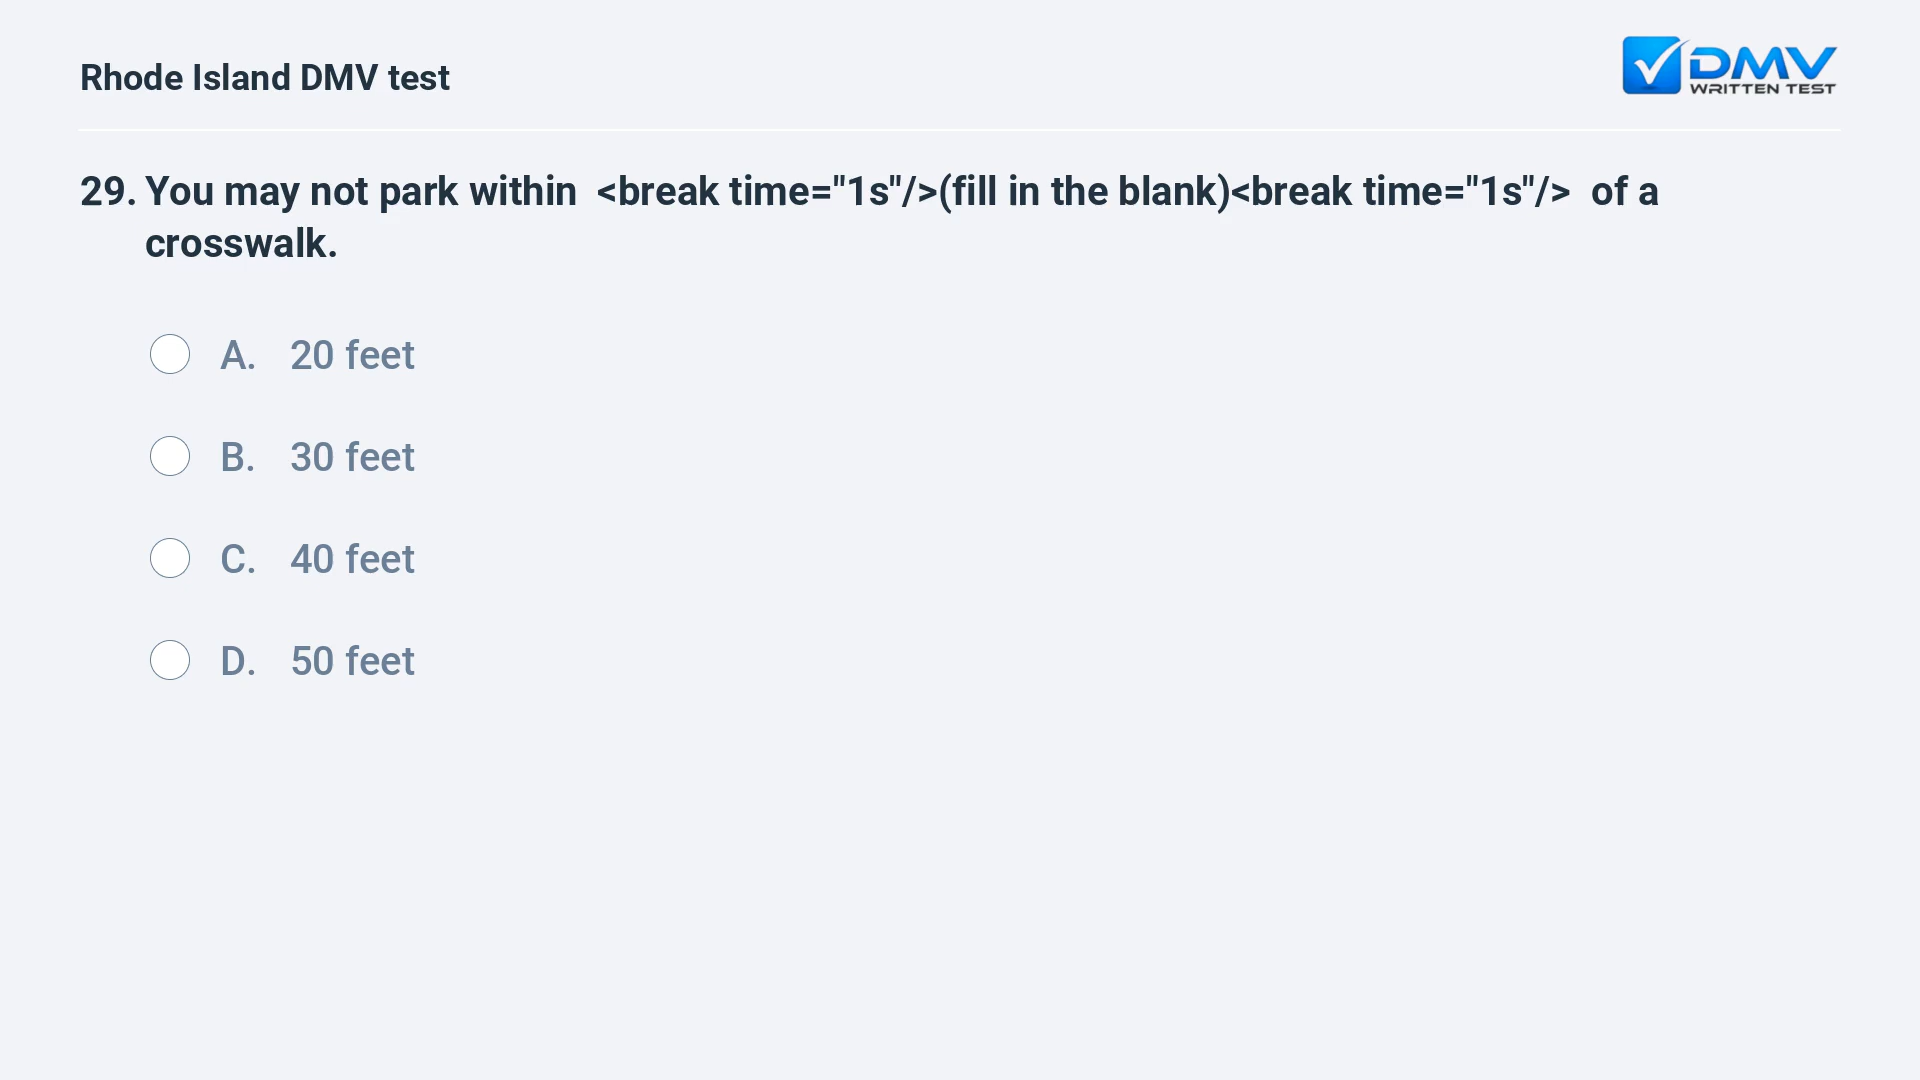 Rhode Island DMV test
DMV
WRITTEN TEST
29. You may not park within  <break time="1s"/>(fill in the blank)<break time="1s"/>  of a
crosswalk.
A. 20 feet
B. 30 feet
C. 40 feet
D. 50 feet